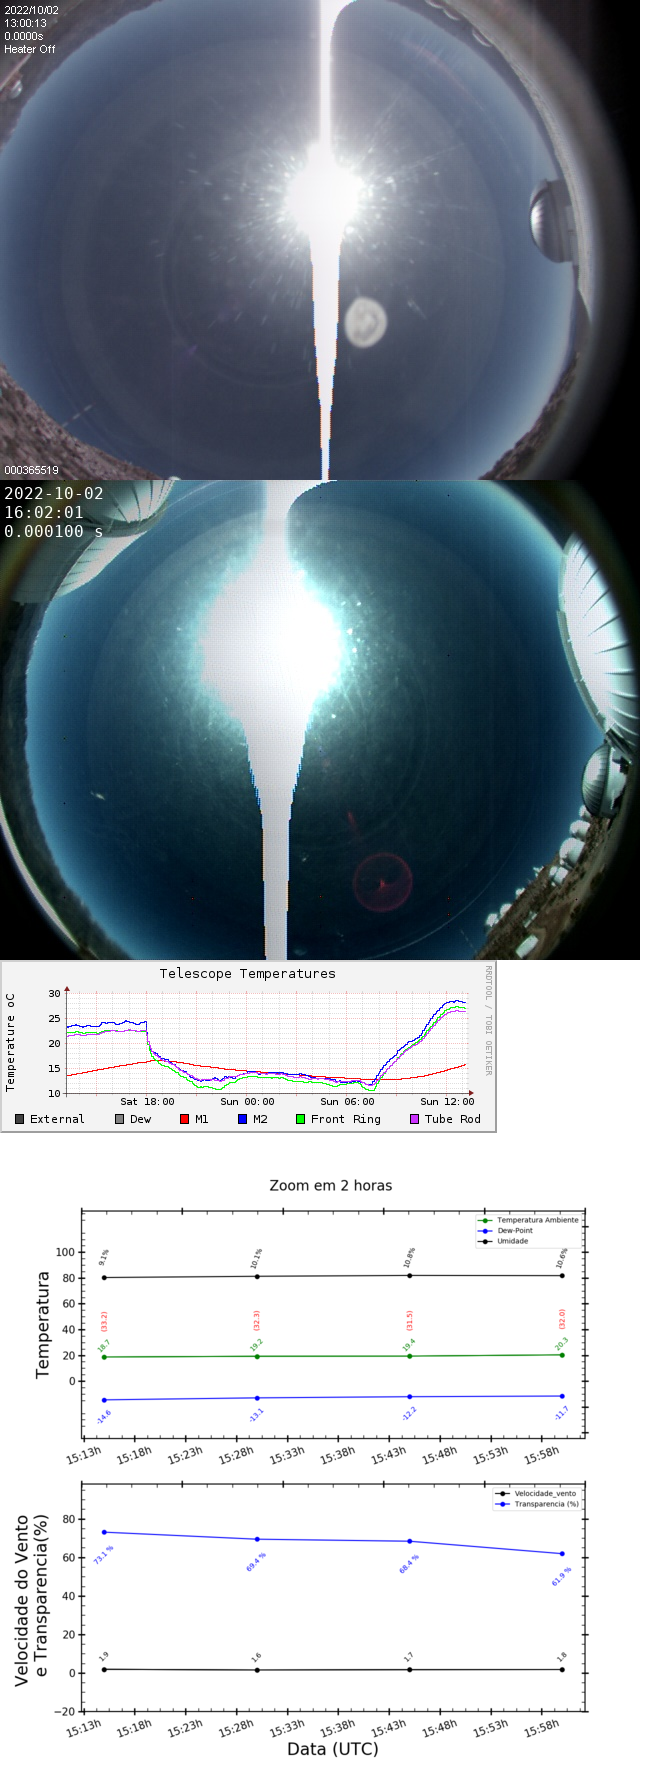 2022/10/02
13:00:13
0.0000s
Heater Off
000365519
2022-10-02
16:02:01
0.000100 s
Telescope Temperatures
RRDTOOL / TOBI OETIKER
Temperature oC
30
25
20
15
10
Sat 18:00 Sun 00:00 Sun 06:00 Sun 12:00
External Dew M1 M2 Front Ring Tube Rod
Zoom em 2 horas
Temperatura Ambiente
Dew-Point
Umidade
Temperatura
100
80
60
40
20
0
9.1% 10.1% 10.8% 10.6%
(33.2) (32.3) (31.5) (32.0)
18.7 19.2 19.4 20.3
-14.6 -13.1 -12.2 -11.7
15:13h 15:18h 15:23h 15:28h 15:33h 15:38h 15:43h 15:48h 15:53h 15:58h
Velocidade_vento
Transparencia (%)
Velocidade do Vento
e Transparencia(%)
80
60
40
20
0
−20
73.1 % 69.4 % 68.4 % 61.9 %
1.9 1.6 1.7 1.8
15:13h 15:18h 15:23h 15:28h 15:33h 15:38h 15:43h 15:48h 15:53h 15:58h
Data (UTC)